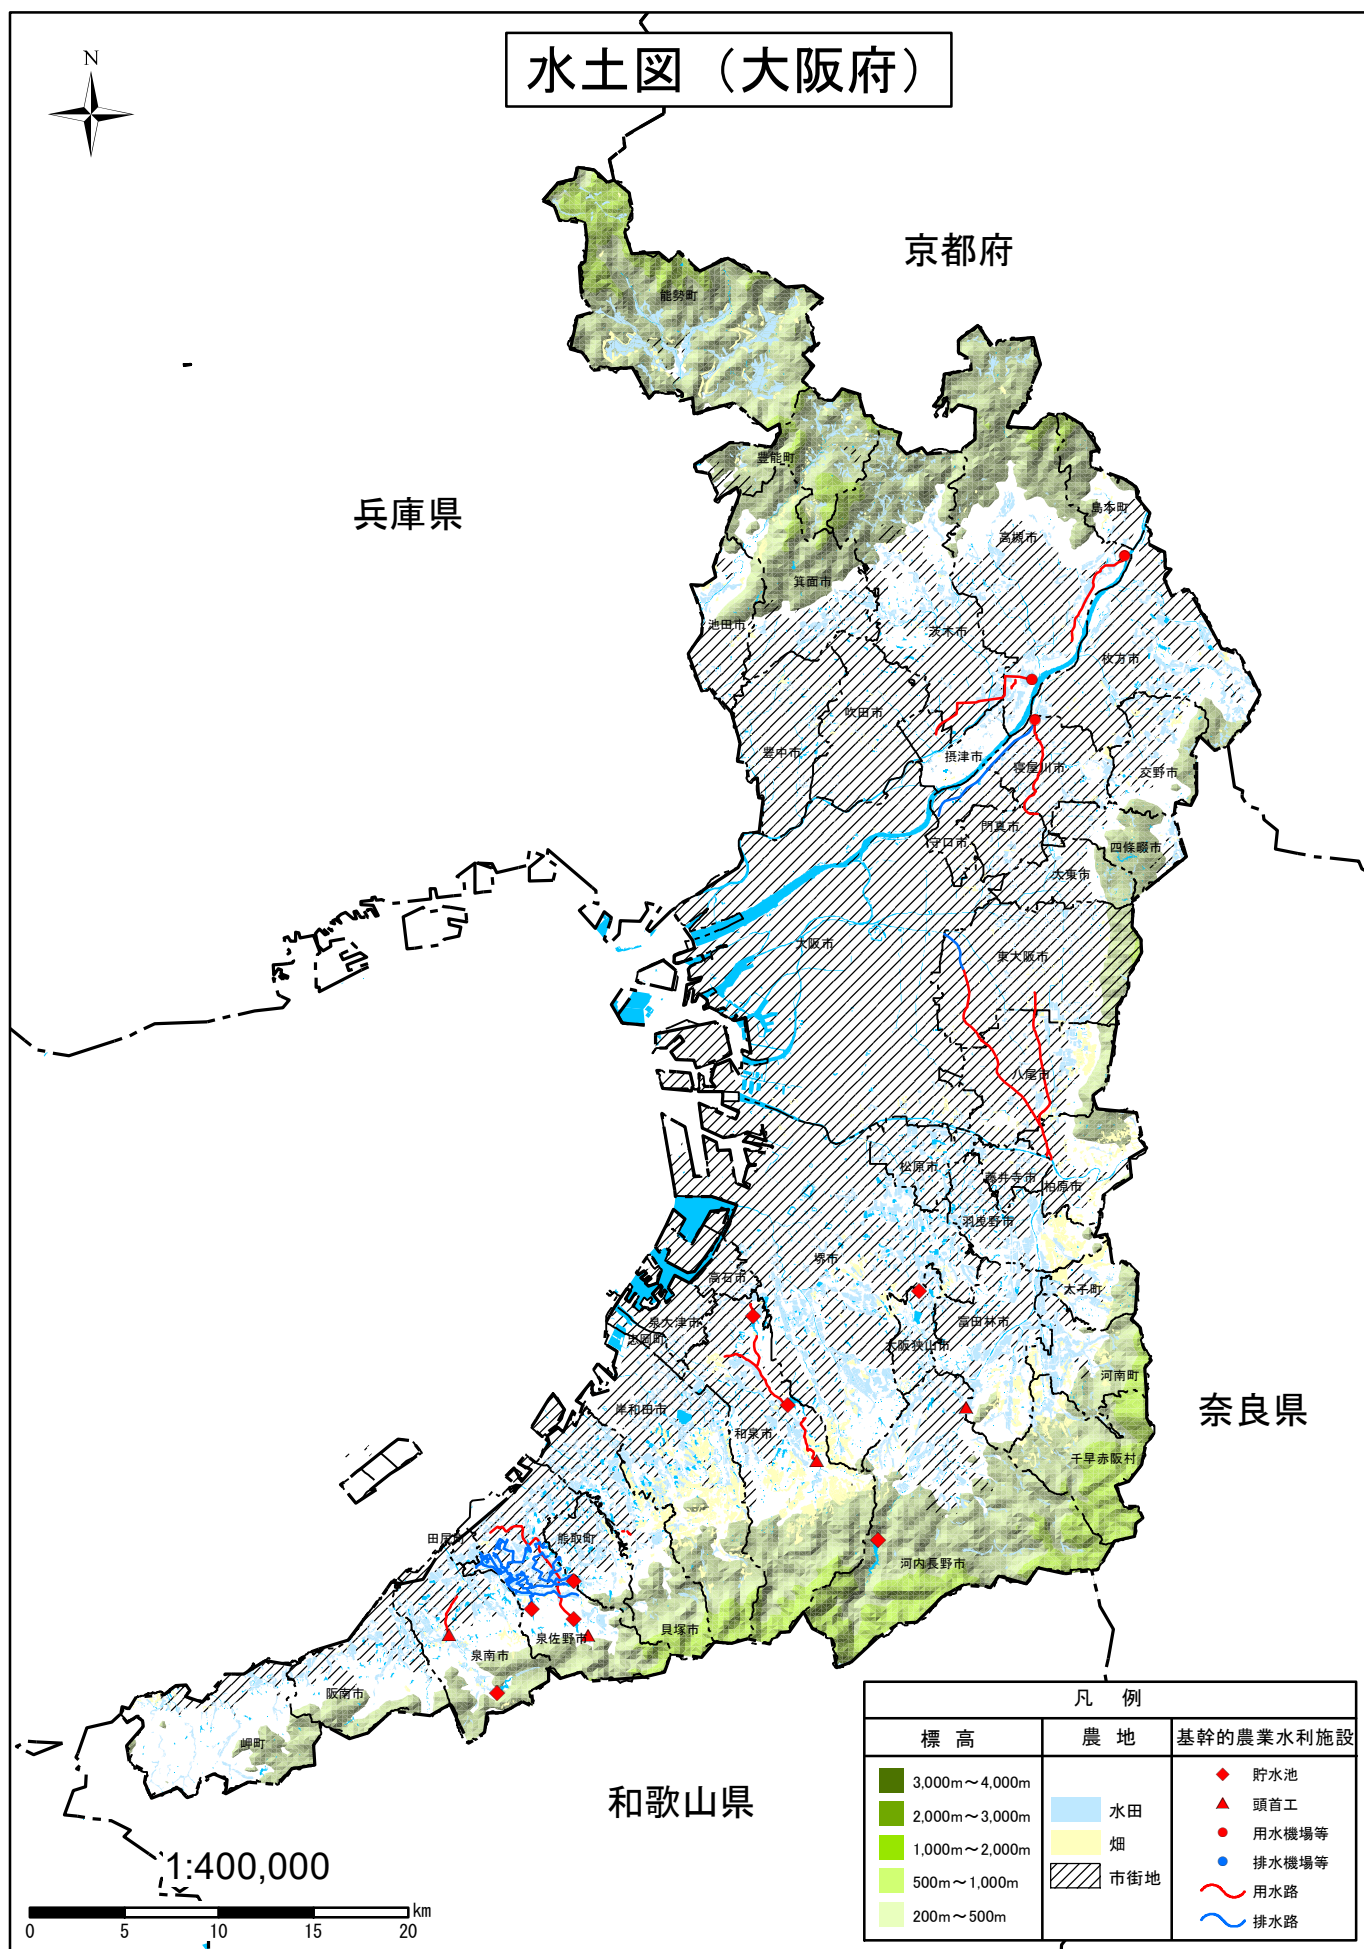 水土図（大阪府）
N
京都府
能勢町
豊能町
兵庫県
島本町
高槻市
箕面市
池田市
茨木市
枚方市
吹田市
豊中市
摂津市
寝屋川市
交野市
門真市
守口市
四條畷市
大東市
大阪市
東大阪市
八尾市
松原市
藤井寺市
柏原市
羽曳野市
堺市
高石市
太子町
泉大津市
忠岡町
富田林市
大阪狭山市
河南町
岸和田市
和泉市
奈良県
千早赤阪村
田尻町
熊取町
河内長野市
貝塚市
泉佐野市
泉南市
阪南市
岬町
和歌山県
1:400,000
km
0 5 10 15 20
凡 例
標 高
3,000m～4,000m
2,000m～3,000m
1,000m～2,000m
500m～1,000m
200m～500m
農 地
水田
畑
市街地
基幹的農業水利施設
貯水池
頭首工
用水機場等
排水機場等
用水路
排水路